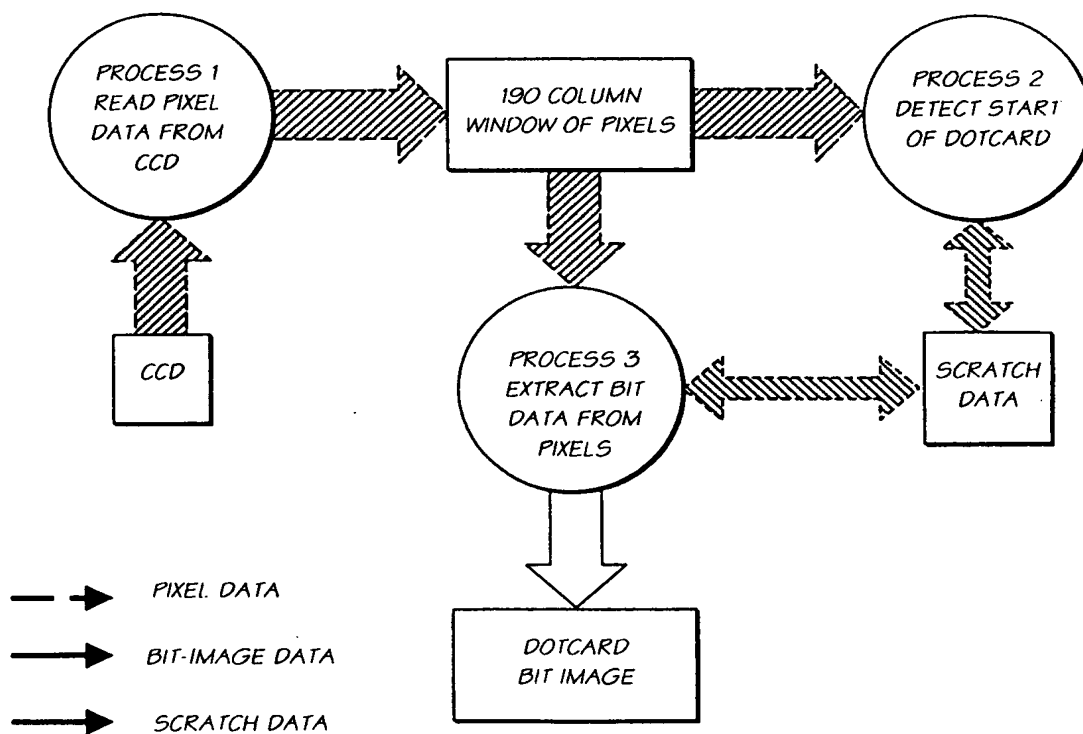 PROCESS 1
READ PIXEL
DATA FROM
CCD
190 COLUMN
WINDOW OF PIXELS
PROCESS 2
DETECT START
OF DOTCARD
CCD
PROCESS 3
EXTRACT BIT
DATA FROM
PIXELS
SCRATCH
DATA
DOTCARD
BIT IMAGE
PIXEL DATA
BIT-IMAGE DATA
SCRATCH DATA